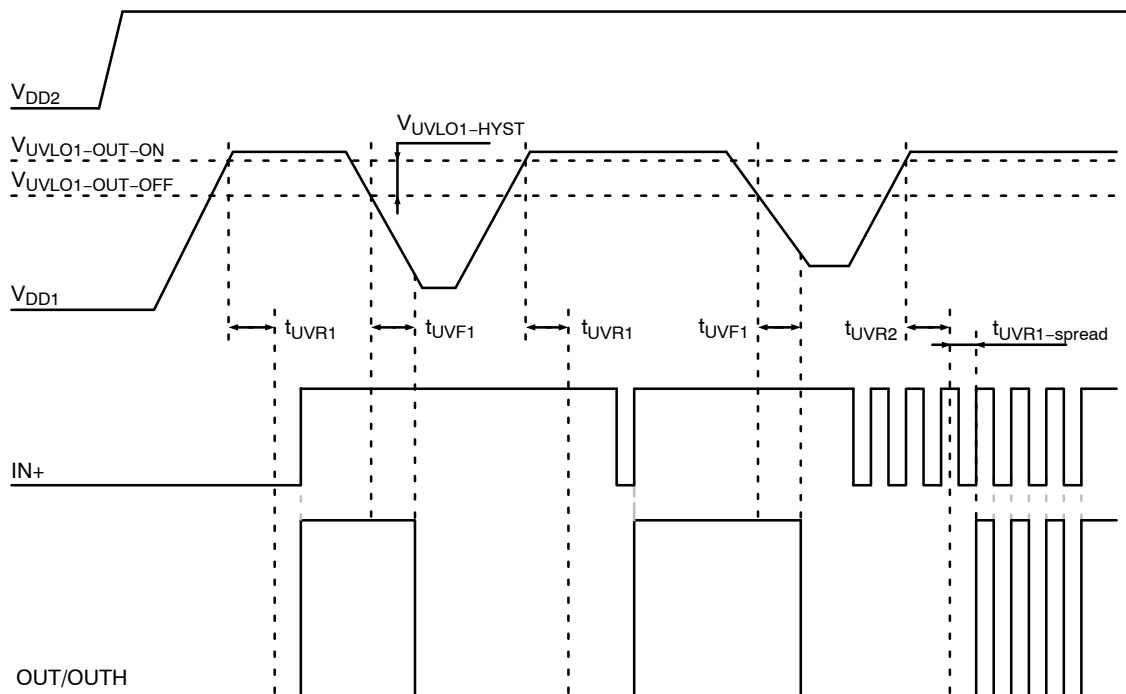 VDD2
VUVLO1−HYST
VUVLO1−OUT−ON
VUVLO1−OUT−OFF
VDD1
tUVR1
tUVF1
tUVR1
tUVF1
tUVR2
tUVR1−spread
IN+
OUT/OUTH